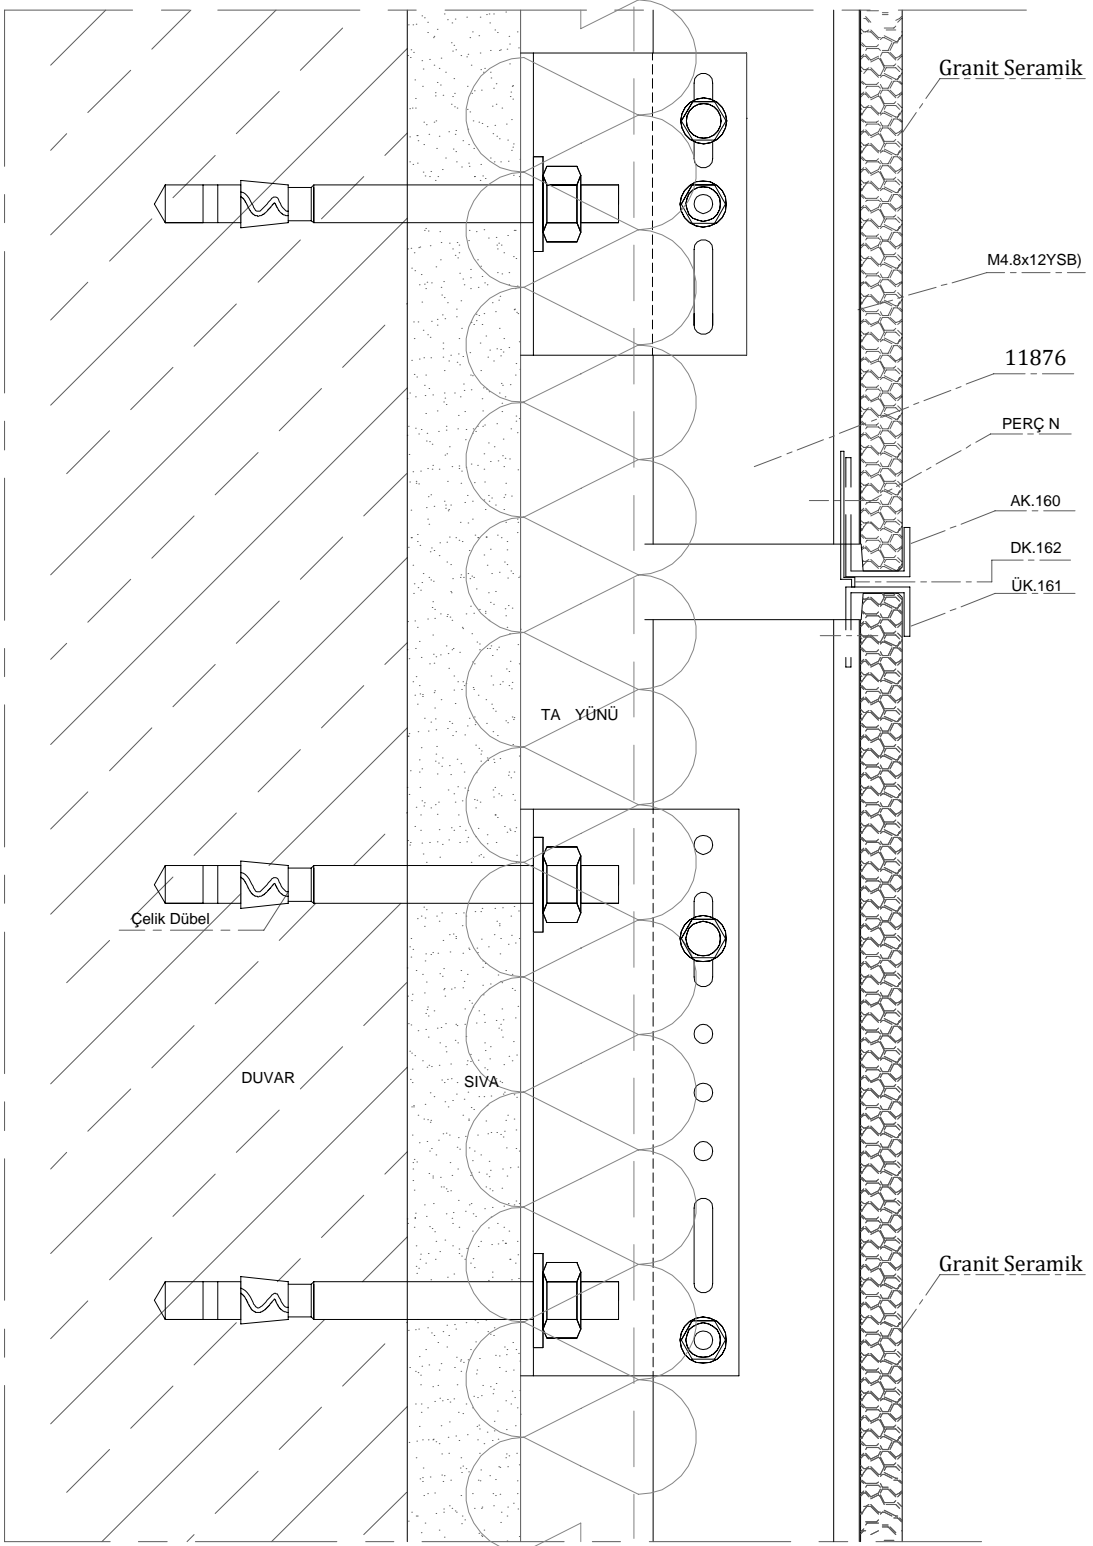 Granit Seramik
M4.8x12YSB)
11876
PERÇ N
AK.160
DK.162
ÜK.161
TA YÜNÜ
Çelik Dübel
DUVAR
SIVA
Granit Seramik